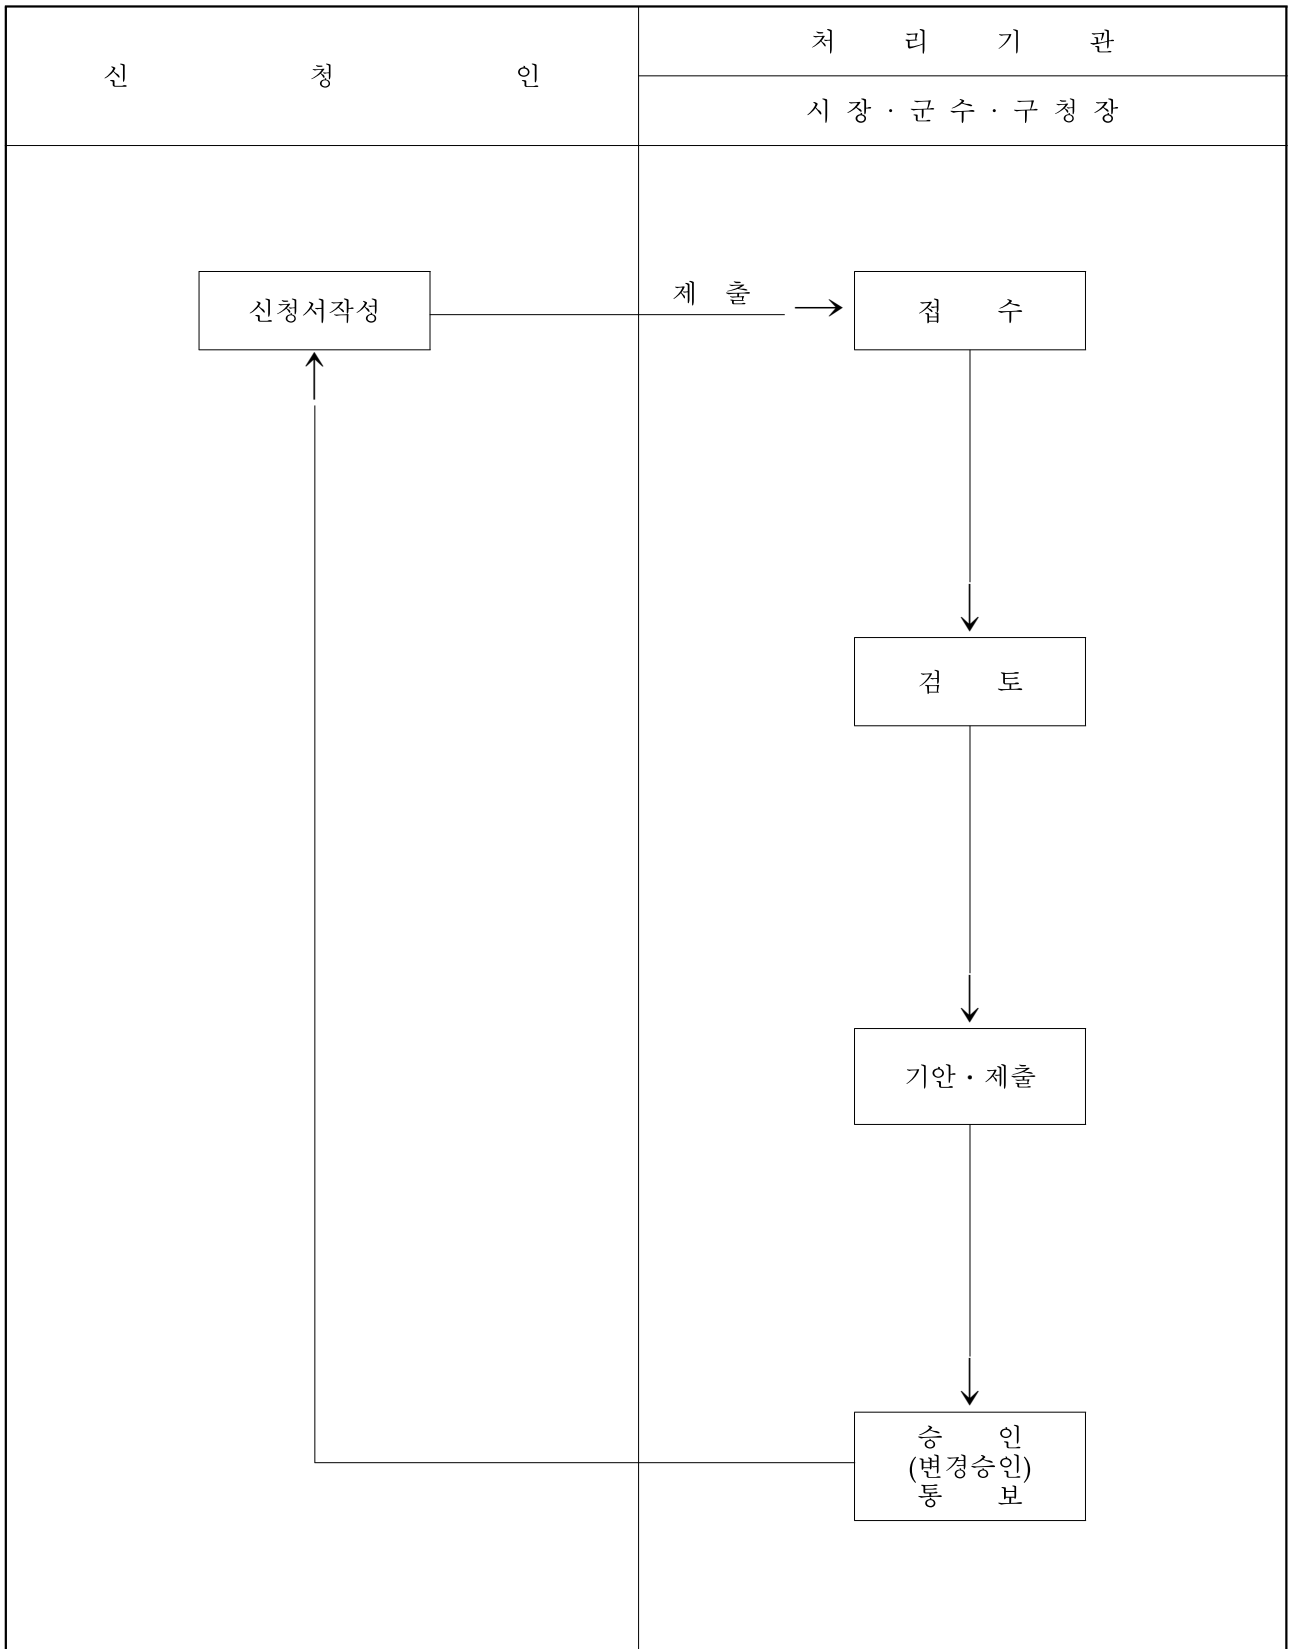 신 청 인
처 리 기 관
시 장 · 군 수 · 구 청 장
신청서작성
제 출
접 수
검 토
기안 · 제출
승 인
(변경승인)
통 보